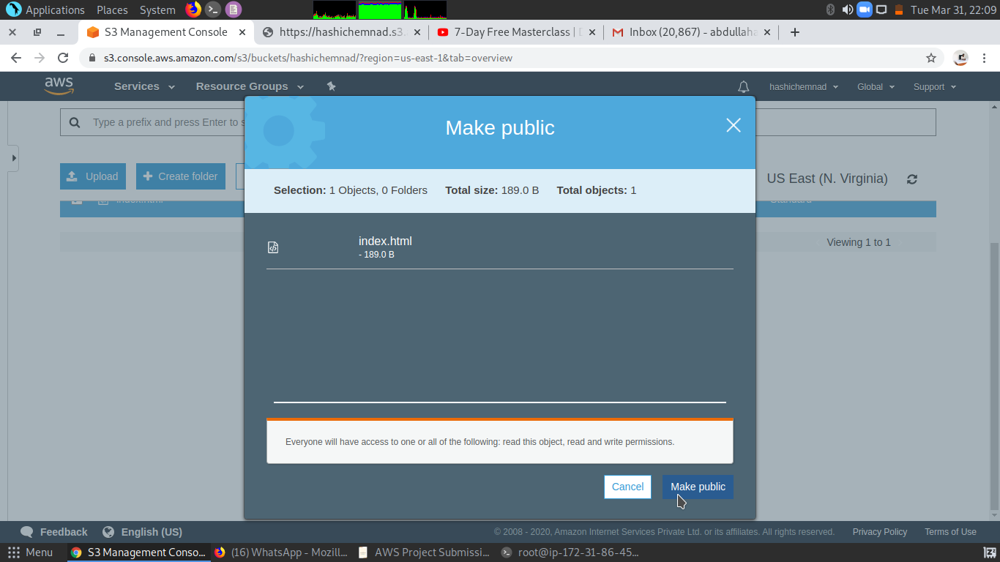 Applications Places System Tue Mar 31, 22:09
S3 Management Console https://hashichemnad.s3. 7-Day Free Masterclass | Inbox (20,867) - abdullaha
s3.console.aws.amazon.com/s3/buckets/hashichemnad/?region=us-east-1&tab=overview
aws Services Resource Groups hashichemnad Global Support
Make public
Type a prefix and press Enter to s
Upload Create folder US East (N. Virginia)
Selection: 1 Objects, 0 Folders Total size: 189.0 B Total objects: 1
index.html Standard
index.html
- 189.0 B
Viewing 1 to 1
Everyone will have access to one or all of the following: read this object, read and write permissions.
Cancel Make public
Feedback English (US) © 2008 - 2020, Amazon Internet Services Private Ltd. or its affiliates. All rights reserved. Privacy Policy Terms of Use
Menu S3 Management Conso... (16) WhatsApp - Mozill... AWS Project Submissi... root@ip-172-31-86-45...